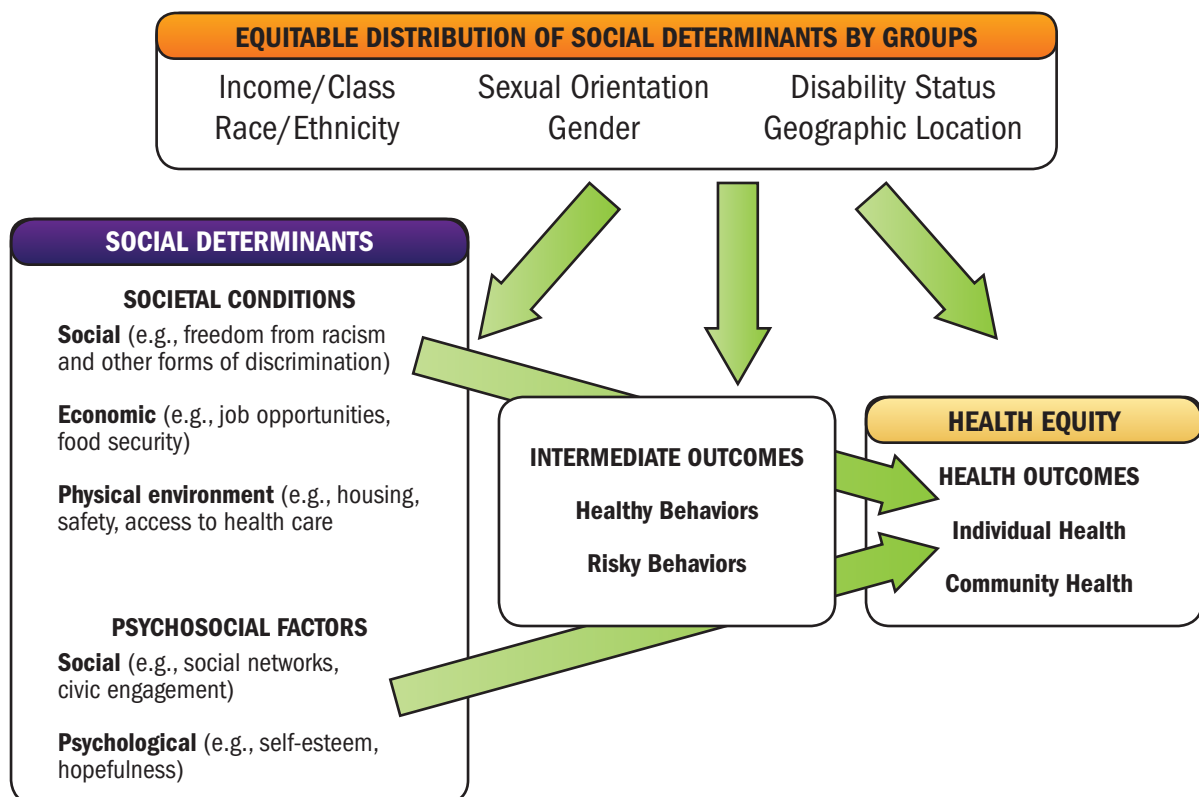 EQUITABLE DISTRIBUTION OF SOCIAL DETERMINANTS BY GROUPS
Income/Class
Race/Ethnicity
Sexual Orientation
Gender
Disability Status
Geographic Location
SOCIAL DETERMINANTS
SOCIETAL CONDITIONS
Social (e.g., freedom from racism
and other forms of discrimination)
Economic (e.g., job opportunities,
food security)
Physical environment (e.g., housing,
safety, access to health care
PSYCHOSOCIAL FACTORS
Social (e.g., social networks,
civic engagement)
Psychological (e.g., self-esteem,
hopefulness)
INTERMEDIATE OUTCOMES
Healthy Behaviors
Risky Behaviors
HEALTH EQUITY
HEALTH OUTCOMES
Individual Health
Community Health